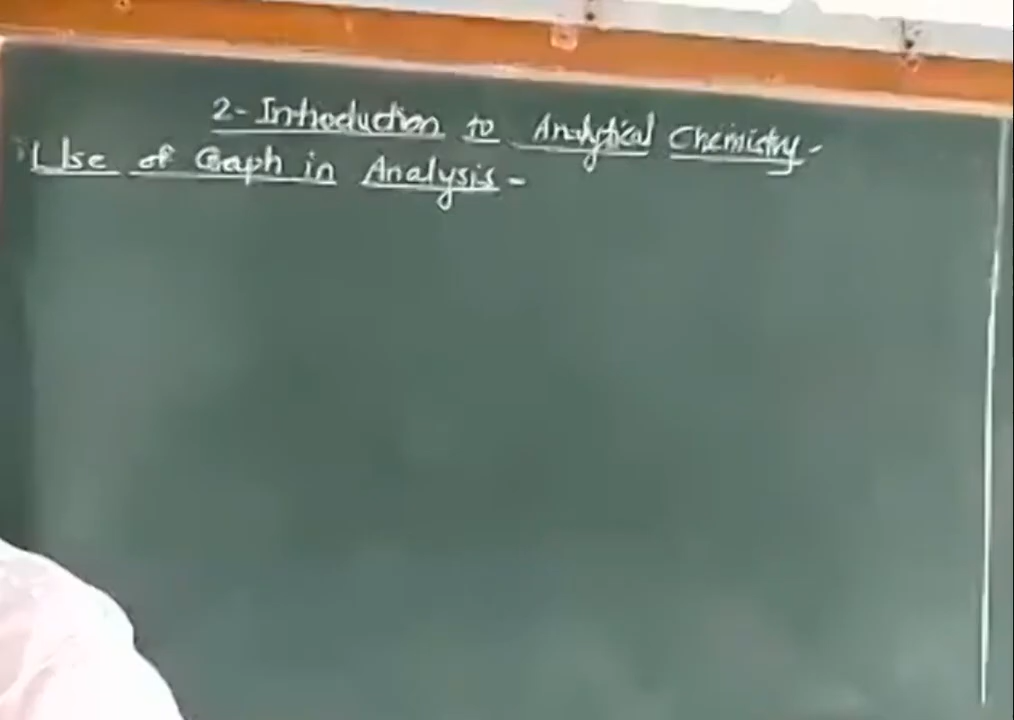 2- Introduction to Analytical Chemistry-
Use of Graph in Analysis-